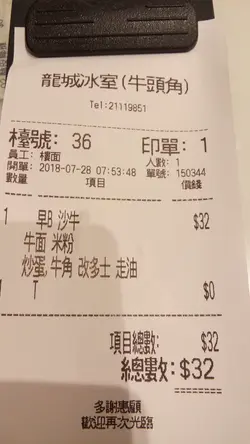 龍城冰室(牛頭角)
Tel:21119851
檯號: 36 印單: 1
員工: 樓面 人數: 1
開單: 2018-07-28 07:53:48 單號: 150344
數量 項目 價錢
1 早B 沙牛 $32
牛面 米粉
炒蛋,牛角 改多士 走油
1 T $0
項目總數: $32
總數: $32
多謝惠顧
歡迎再次光臨